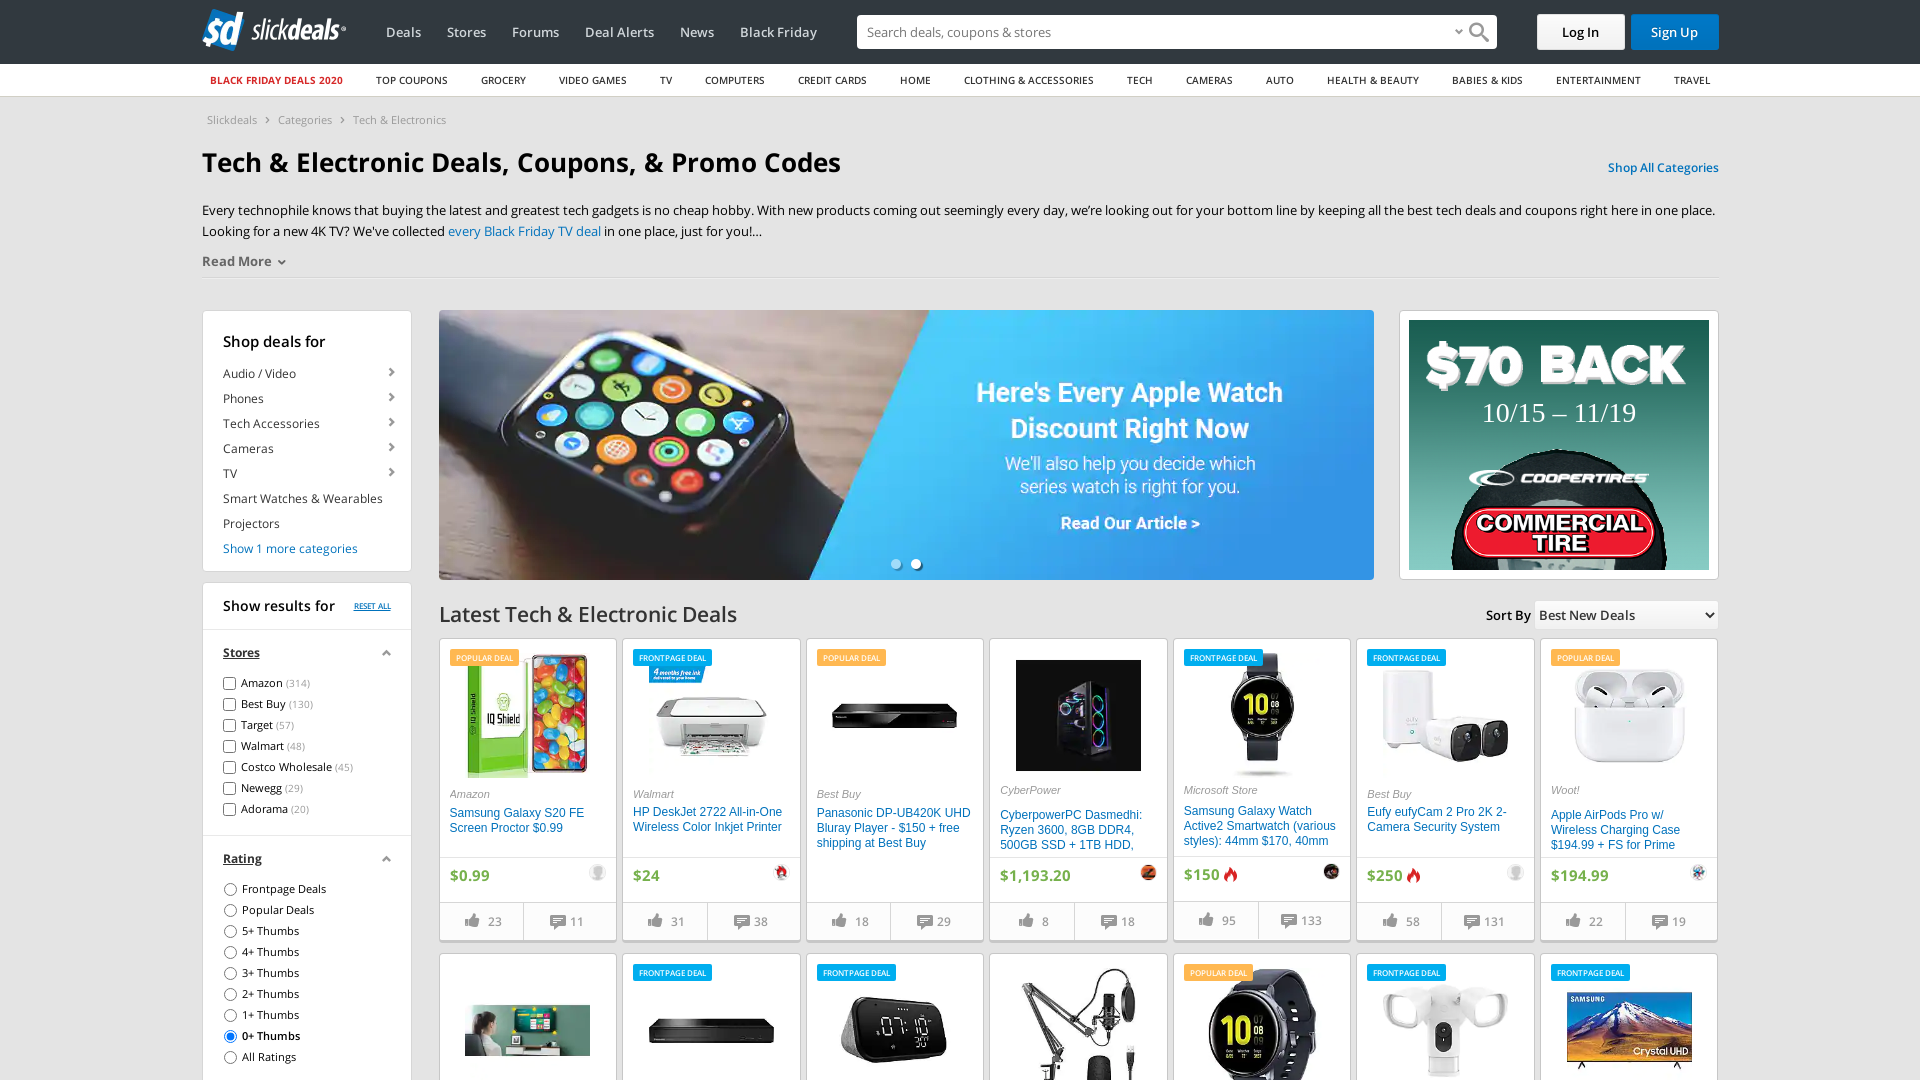 sd slickdeals
Deals
Stores
Forums
Deal Alerts
News
Black Friday
Search deals, coupons & stores
Log In
Sign Up
BLACK FRIDAY DEALS 2020
TOP COUPONS
GROCERY
VIDEO GAMES
TV
COMPUTERS
CREDIT CARDS
HOME
CLOTHING & ACCESSORIES
TECH
CAMERAS
AUTO
HEALTH & BEAUTY
BABIES & KIDS
ENTERTAINMENT
TRAVEL
Slickdeals > Categories > Tech & Electronics
Tech & Electronic Deals, Coupons, & Promo Codes
Shop All Categories
Every technophile knows that buying the latest and greatest tech gadgets is no cheap hobby. With new products coming out seemingly every day, we’re looking out for your bottom line by keeping all the best tech deals and coupons right here in one place.
Looking for a new 4K TV? We've collected every Black Friday TV deal in one place, just for you!...
Read More
Shop deals for
Audio / Video
Phones
Tech Accessories
Cameras
TV
Smart Watches & Wearables
Projectors
Show 1 more categories
Here's Every Apple Watch
Discount Right Now
We'll also help you decide which
series watch is right for you.
Read Our Article >
$70 BACK
10/15 – 11/19
COOPERTIRES
COMMERCIAL
TIRE
Show results for
RESET ALL
Stores
Amazon (314)
Best Buy (130)
Target (57)
Walmart (48)
Costco Wholesale (45)
Newegg (29)
Adorama (20)
Rating
Frontpage Deals
Popular Deals
5+ Thumbs
4+ Thumbs
3+ Thumbs
2+ Thumbs
1+ Thumbs
0+ Thumbs
All Ratings
Latest Tech & Electronic Deals
Sort By Best New Deals
POPULAR DEAL
IQ Shield
IQ Shield
Amazon
Samsung Galaxy S20 FE
Screen Proctor $0.99
$0.99
23
11
FRONTPAGE DEAL
4 months free ink
Walmart
HP DeskJet 2722 All-in-One
Wireless Color Inkjet Printer
$24
31
38
POPULAR DEAL
Best Buy
Panasonic DP-UB420K UHD
Bluray Player - $150 + free
shipping at Best Buy
18
29
CyberPower
CyberpowerPC Dasmedhi:
Ryzen 3600, 8GB DDR4,
500GB SSD + 1TB HDD,
$1,193.20
8
18
FRONTPAGE DEAL
10
08
Microsoft Store
Samsung Galaxy Watch
Active2 Smartwatch (various
styles): 44mm $170, 40mm
$150
95
133
FRONTPAGE DEAL
eufy
Best Buy
Eufy eufyCam 2 Pro 2K 2-
Camera Security System
$250
58
131
POPULAR DEAL
Woot!
Apple AirPods Pro w/
Wireless Charging Case
$194.99 + FS for Prime
$194.99
22
19
FRONTPAGE DEAL
FRONTPAGE DEAL
07:10
POPULAR DEAL
10
08
FRONTPAGE DEAL
FRONTPAGE DEAL
SAMSUNG
Crystal UHD